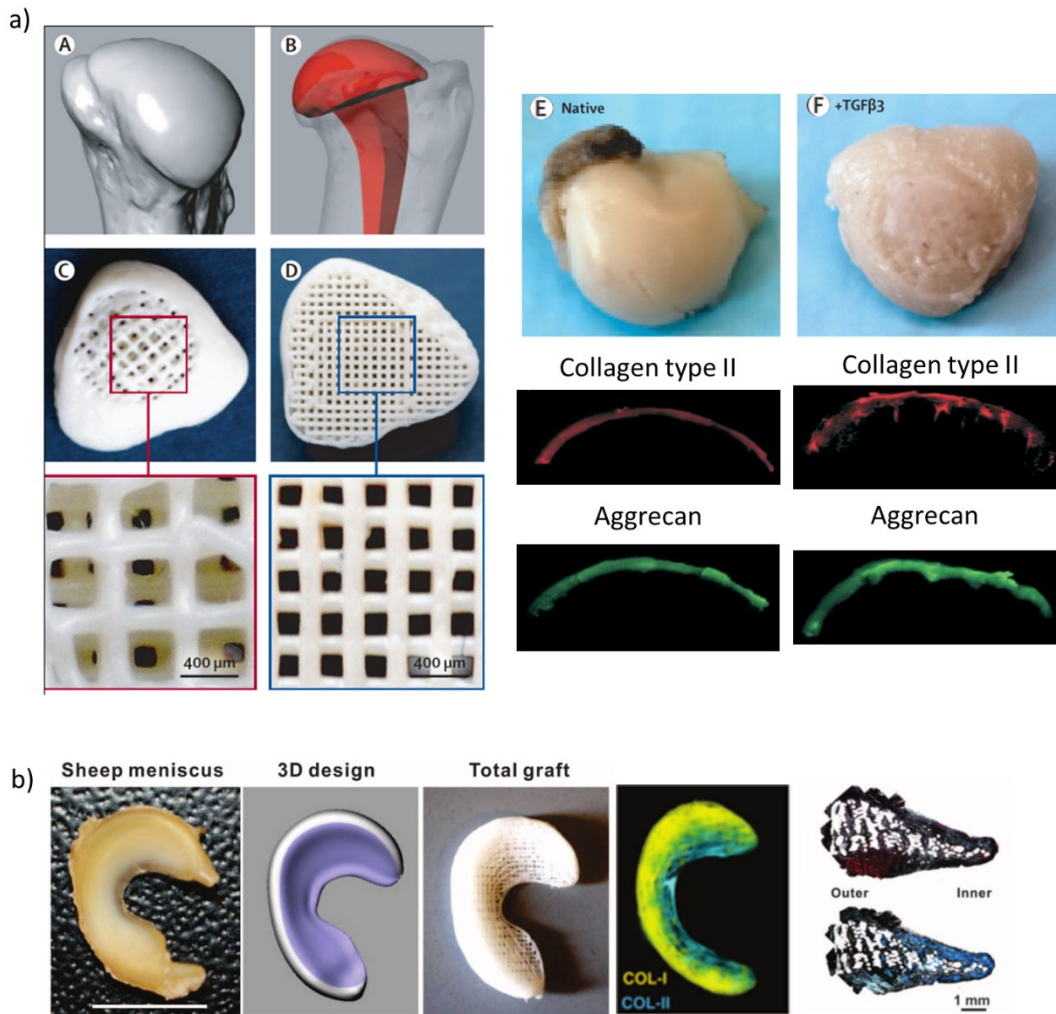 a)
A
B
E Native
F +TGFβ3
C
D
Collagen type II
Collagen type II
Aggrecan
Aggrecan
400 µm
400 µm
b)
Sheep meniscus
3D design
Total graft
COL-I
COL-II
Outer
Inner
1 mm